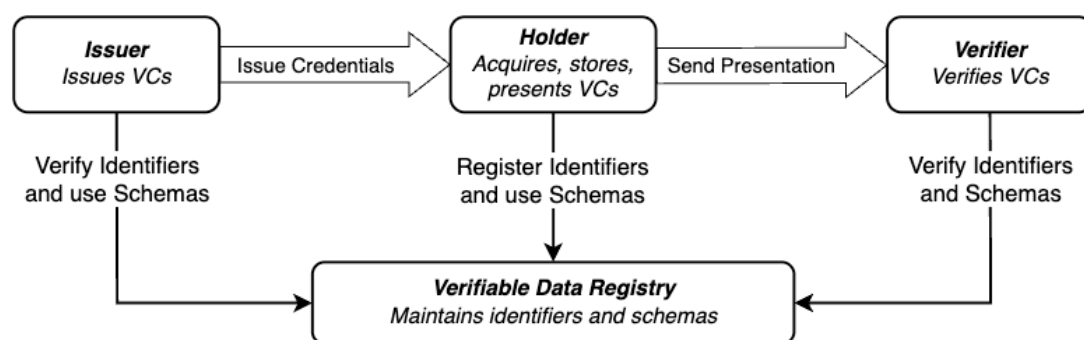 Issuer
Issues VCs
Issue Credentials
Holder
Acquires, stores,
presents VCs
Send Presentation
Verifier
Verifies VCs
Verify Identifiers
and use Schemas
Register Identifiers
and use Schemas
Verify Identifiers
and Schemas
Verifiable Data Registry
Maintains identifiers and schemas